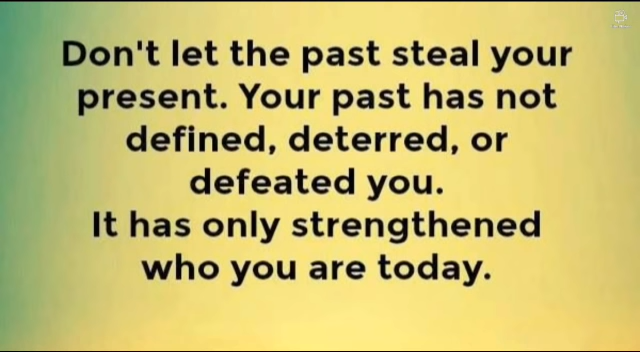 Don't let the past steal your
present. Your past has not
defined, deterred, or
defeated you.
It has only strengthened
who you are today.